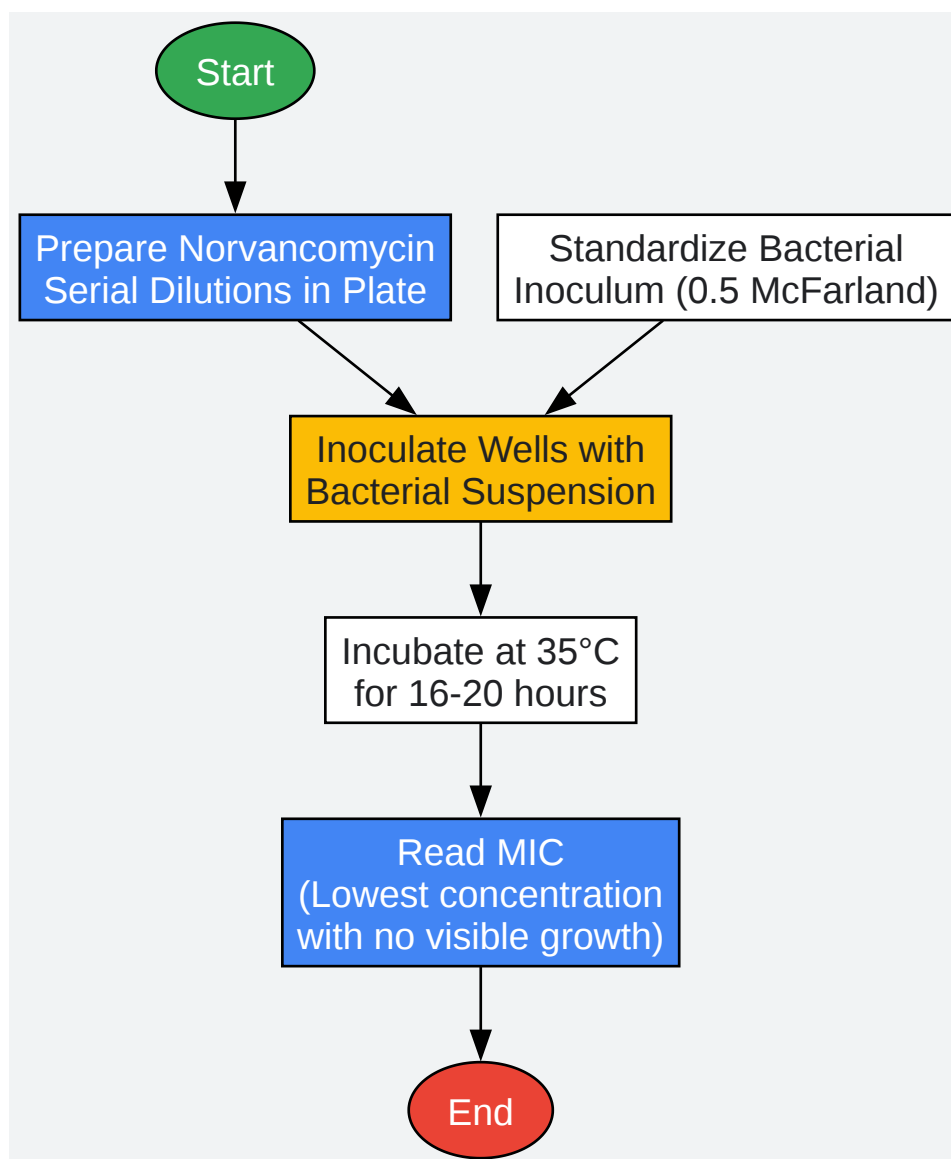 Start
Prepare Norvancomycin
Serial Dilutions in Plate
Standardize Bacterial
Inoculum (0.5 McFarland)
Inoculate Wells with
Bacterial Suspension
Incubate at 35°C
for 16-20 hours
Read MIC
(Lowest concentration
with no visible growth)
End